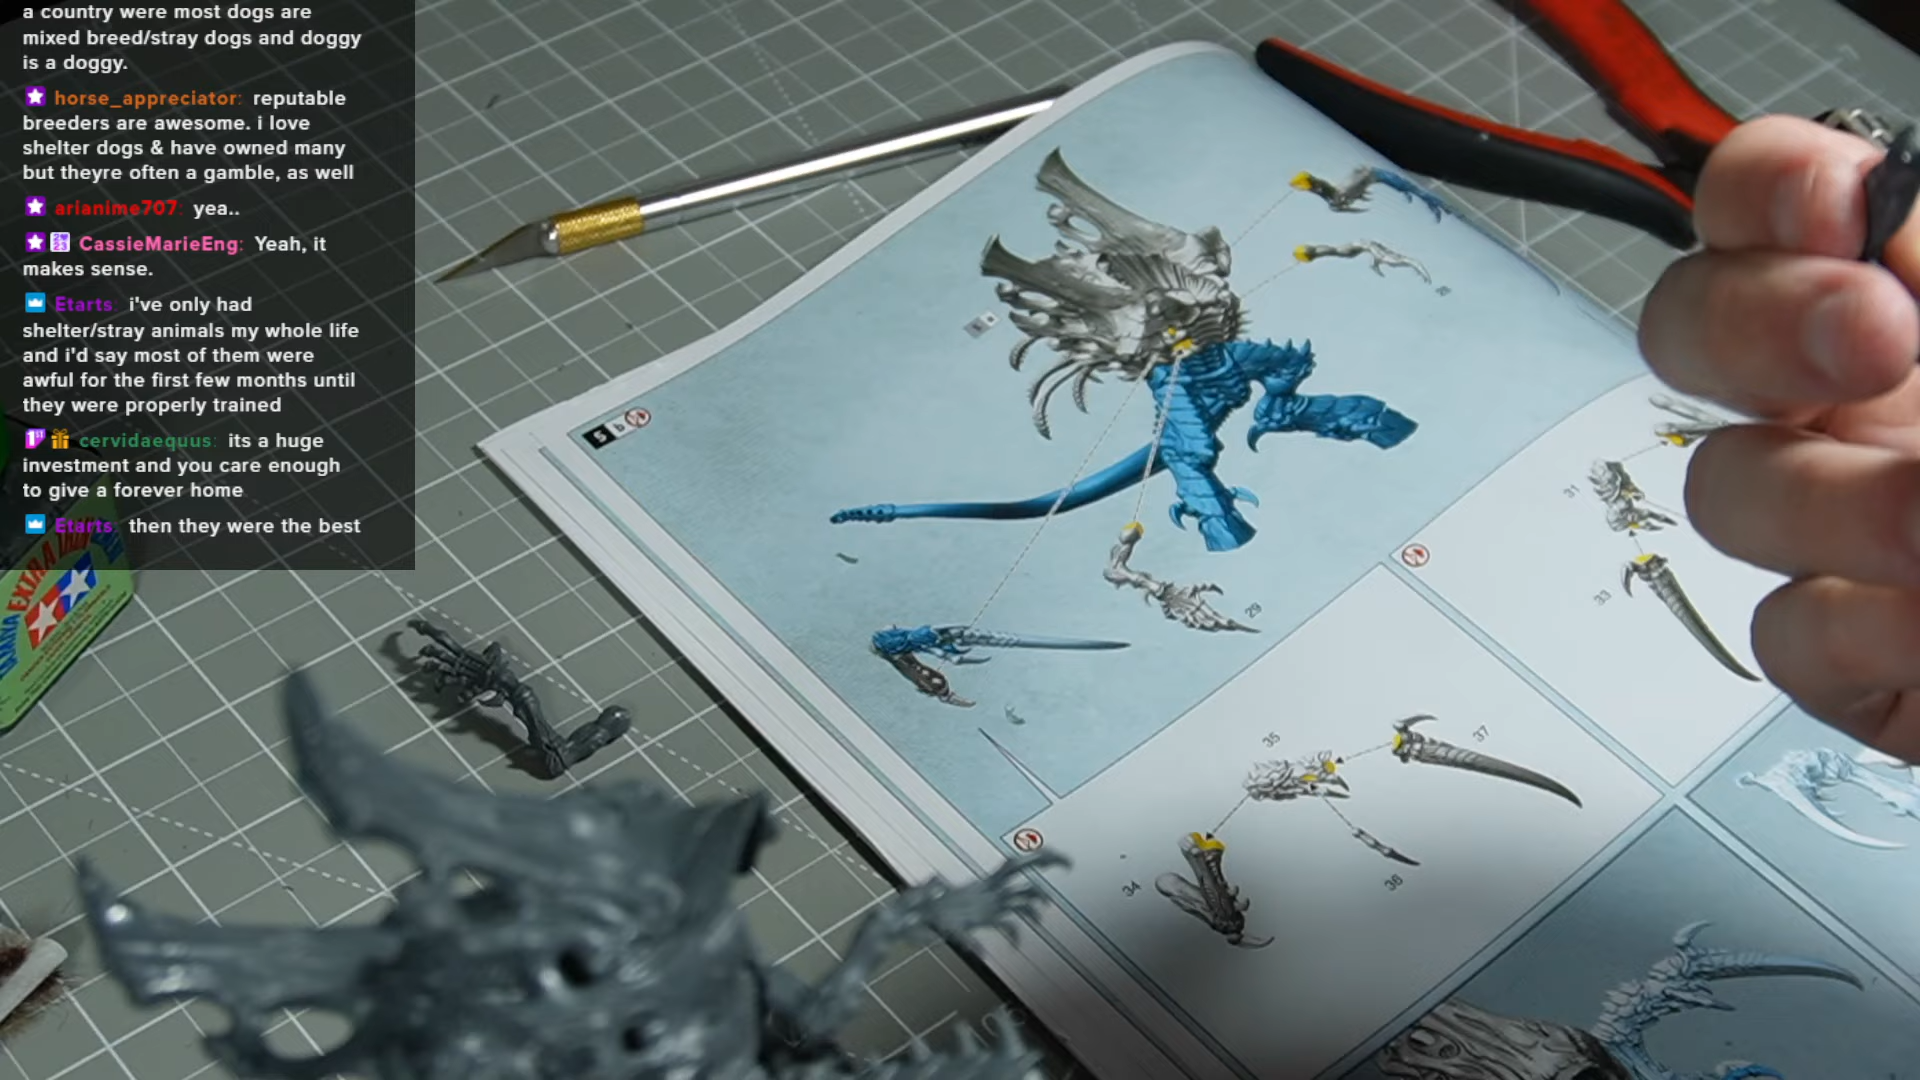 a country were most dogs are
mixed breed/stray dogs and doggy
is a doggy.
horse_appreciator: reputable
breeders are awesome. i love
shelter dogs & have owned many
but theyre often a gamble, as well
arianime707: yea..
CassieMarieEng: Yeah, it
makes sense.
Etarts: i've only had
shelter/stray animals my whole life
and i'd say most of them were
awful for the first few months until
they were properly trained
cervidaequus: its a huge
investment and you care enough
to give a forever home
Etarts: then they were the best
EXTRA
5 b
29
31
33
35
37
34
36